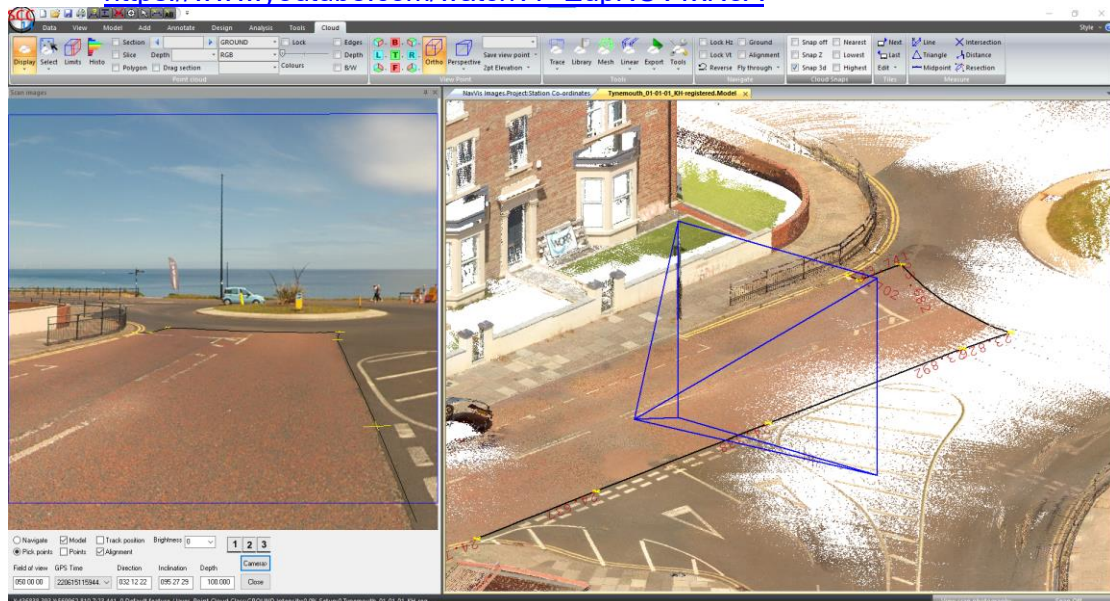 SCC
Data View Model Add Annotate Design Analysis Tools Cloud
Style
Display Select Limits Histo
Section
Slice Depth
Polygon Drag section
GROUND
RGB
Lock
Colours
Edges
Depth
B/W
Point cloud
B
L T R
F
Ortho Perspective
Save view point
2pt Elevation
View Point
Trace Library Mesh Linear Export Tools
Tools
Lock Hz Ground
Lock Vt Alignment
Reverse Fly through
Navigate
Snap off Nearest
Snap Z Lowest
Snap 3d Highest
Cloud Snaps
Next
Last
Edit
Tiles
Line Intersection
Triangle Distance
Midpoint Resection
Measure
Scan images
NavVis Images.Project:Station Co-ordinates
Tynemouth_01-01-01_KH-registered.Model
Navigate Model Track position Brightness 0
Pick points Points Alignment
1 2 3
Cameras
Field of view GPS Time Direction Inclination Depth
050 00 00 220615115944. 032 12 22 095 27 29 100.000
Close